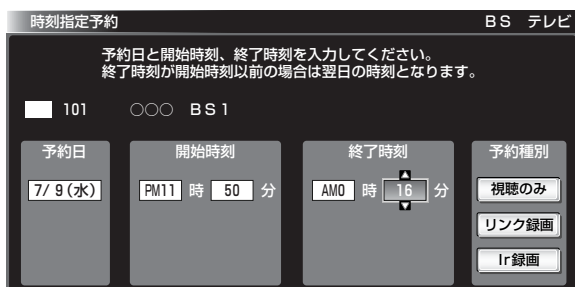 時刻指定予約 BS テレビ
予約日と開始時刻、終了時刻を入力してください。
終了時刻が開始時刻以前の場合は翌日の時刻となります。
101 ○○○ BS1
予約日 開始時刻 終了時刻 予約種別
7/ 9(水) PM11 時 50 分 AM0 時 16 分 視聴のみ
リンク録画
Ir録画